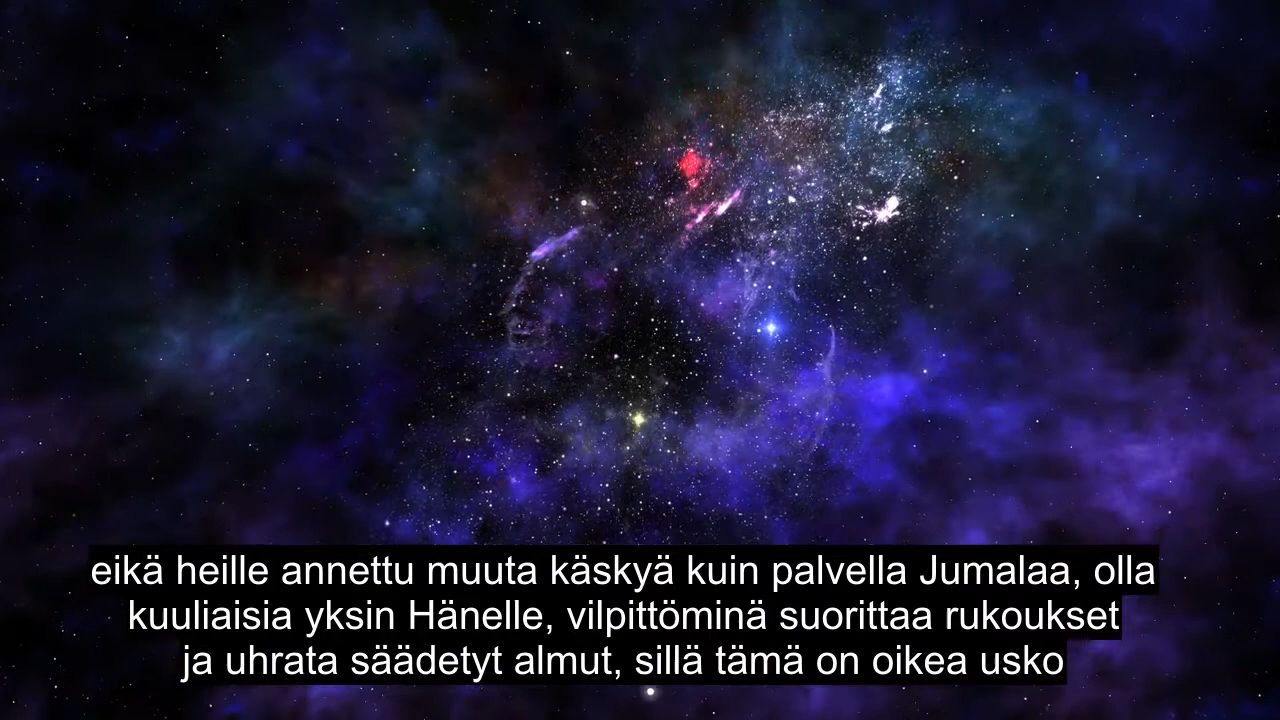 eikä heille annettu muuta käskyä kuin palvella Jumalaa, olla
kuuliaisia yksin Hänelle, vilpittöminä suorittaa rukoukset
ja uhrata säädetyt almut, sillä tämä on oikea usko